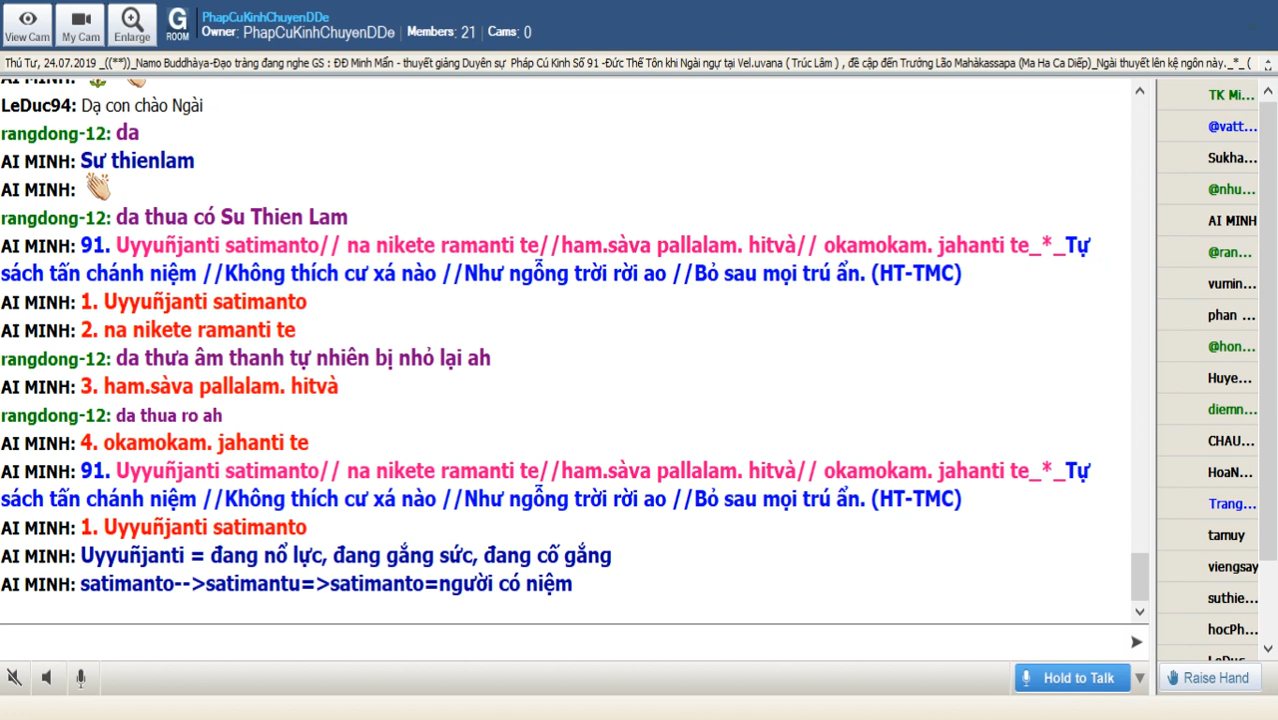 PhapCuKinhChuyenDDe
Owner: PhapCuKinhChuyenDDe | Members: 21 | Cams: 0
View Cam
My Cam
Enlarge
G
ROOM
Thứ Tư, 24.07.2019 _((**))_Namo Buddhàya-Đạo tràng đang nghe GS : ĐĐ Minh Mẩn - thuyết giảng Duyên sự Pháp Cú Kinh Số 91 -Đức Thế Tôn khi Ngài ngự tại Vel.uvana ( Trúc Lâm ) , đề cập đến Trưởng Lão Mahàkassapa (Ma Ha Ca Diếp)_Ngài thuyết lên kệ ngôn này._*_ (
AI MINH:
LeDuc94: Dạ con chào Ngài
rangdong-12: da
AI MINH: Sư thienlam
AI MINH:
rangdong-12: da thua có Su Thien Lam
AI MINH: 91. Uyyuñjanti satimanto// na nikete ramanti te//ham.sàva pallalam. hitvà// okamokam. jahanti te_*_Tự
sách tấn chánh niệm //Không thích cư xá nào //Như ngỗng trời rời ao //Bỏ sau mọi trú ẩn. (HT-TMC)
AI MINH: 1. Uyyuñjanti satimanto
AI MINH: 2. na nikete ramanti te
rangdong-12: da thưa âm thanh tự nhiên bị nhỏ lại ah
AI MINH: 3. ham.sàva pallalam. hitvà
rangdong-12: da thua ro ah
AI MINH: 4. okamokam. jahanti te
AI MINH: 91. Uyyuñjanti satimanto// na nikete ramanti te//ham.sàva pallalam. hitvà// okamokam. jahanti te_*_Tự
sách tấn chánh niệm //Không thích cư xá nào //Như ngỗng trời rời ao //Bỏ sau mọi trú ẩn. (HT-TMC)
AI MINH: 1. Uyyuñjanti satimanto
AI MINH: Uyyuñjanti = đang nổ lực, đang gắng sức, đang cố gắng
AI MINH: satimanto-->satimantu=>satimanto=người có niệm
TK Mi...
@vatt...
Sukha...
@nhu...
AI MINH
@ran...
vumin...
phan ...
@hon...
Huye...
diemn...
CHAU...
HoaN...
Trang...
tamuy
viengsay
suthie...
hocPh...
LeDuc...
Hold to Talk
Raise Hand